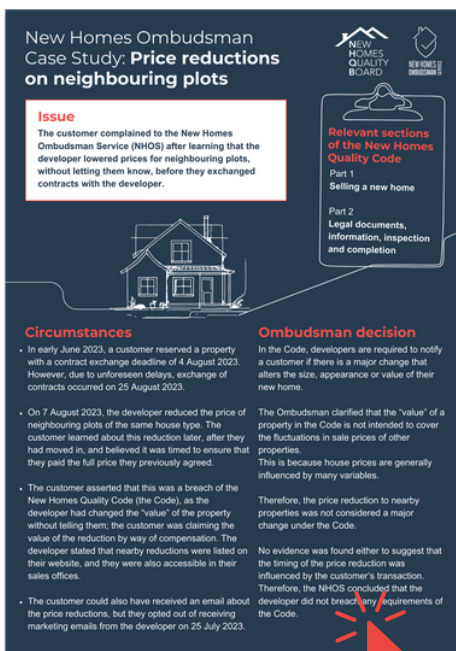 New Homes Ombudsman
Case Study: Price reductions
on neighbouring plots
NEW
HOMES
QUALITY
BOARD
NEW HOMES
OMBUDSMAN
SERVICE
Issue
The customer complained to the New Homes
Ombudsman Service (NHOS) after learning that the
developer lowered prices for neighbouring plots,
without letting them know, before they exchanged
contracts with the developer.
Relevant sections
of the New Homes
Quality Code
Part 1
Selling a new home
Part 2
Legal documents,
information, inspection
and completion
Circumstances
• In early June 2023, a customer reserved a property
with a contract exchange deadline of 4 August 2023.
However, due to unforeseen delays, exchange of
contracts occurred on 25 August 2023.
• On 7 August 2023, the developer reduced the price of
neighbouring plots of the same house type. The
customer learned about this reduction later, after they
had moved in, and believed it was timed to ensure that
they paid the full price they previously agreed.
• The customer asserted that this was a breach of the
New Homes Quality Code (the Code), as the
developer had changed the “value” of the property
without telling them; the customer was claiming the
value of the reduction by way of compensation. The
developer stated that nearby reductions were listed on
their website, and they were also accessible in their
sales offices.
• The customer could also have received an email about
the price reductions, but they opted out of receiving
marketing emails from the developer on 25 July 2023.
Ombudsman decision
In the Code, developers are required to notify
a customer if there is a major change that
alters the size, appearance or value of their
new home.
The Ombudsman clarified that the “value” of a
property in the Code is not intended to cover
the fluctuations in sale prices of other
properties.
This is because house prices are generally
influenced by many variables.
Therefore, the price reduction to nearby
properties was not considered a major
change under the Code.
No evidence was found either to suggest that
the timing of the price reduction was
influenced by the customer's transaction.
Therefore, the NHOS concluded that the
developer did not breach any requirements of
the Code.